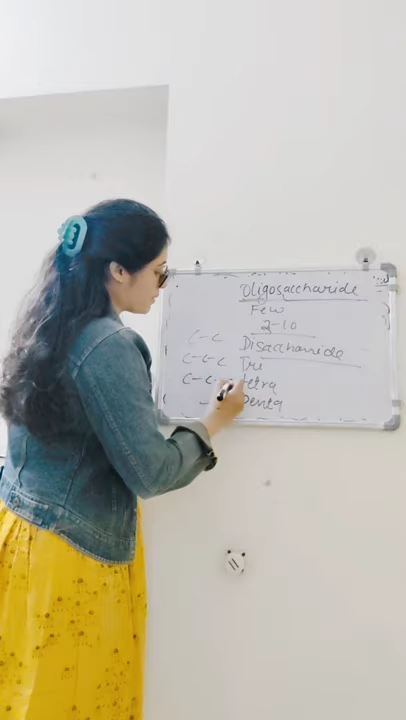 Oligosaccharide
Few
2-10
C-C Disaccharide
C-C-C Tri
C-C- tetra
- Penta